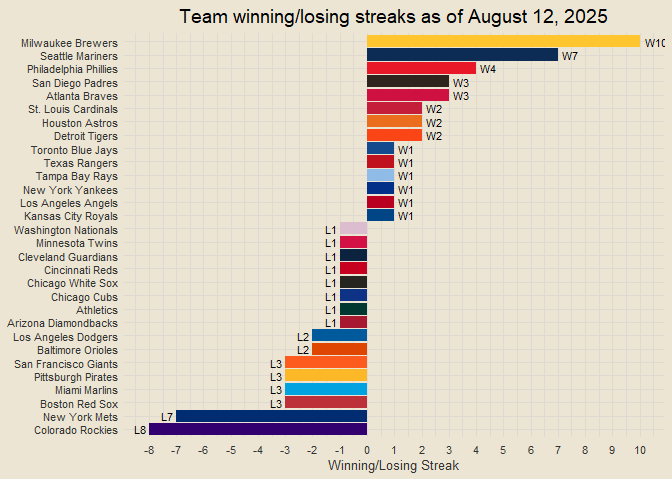 Team winning/losing streaks as of August 12, 2025
Milwaukee Brewers W10
Seattle Mariners W7
Philadelphia Phillies W4
San Diego Padres W3
Atlanta Braves W3
St. Louis Cardinals W2
Houston Astros W2
Detroit Tigers W2
Toronto Blue Jays W1
Texas Rangers W1
Tampa Bay Rays W1
New York Yankees W1
Los Angeles Angels W1
Kansas City Royals W1
Washington Nationals L1
Minnesota Twins L1
Cleveland Guardians L1
Cincinnati Reds L1
Chicago White Sox L1
Chicago Cubs L1
Athletics L1
Arizona Diamondbacks L1
Los Angeles Dodgers L2
Baltimore Orioles L2
San Francisco Giants L3
Pittsburgh Pirates L3
Miami Marlins L3
Boston Red Sox L3
New York Mets L7
Colorado Rockies L8
-8 -7 -6 -5 -4 -3 -2 -1 0 1 2 3 4 5 6 7 8 9 10
Winning/Losing Streak